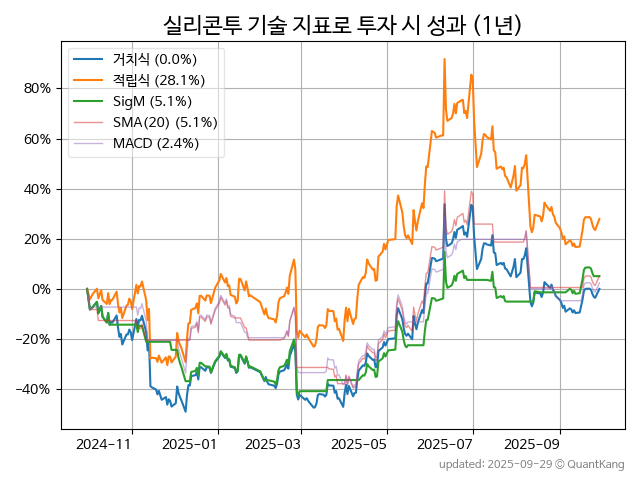 실리콘투 기술 지표로 투자 시 성과 (1년)
거치식 (0.0%)
적립식 (28.1%)
SigM (5.1%)
SMA(20) (5.1%)
MACD (2.4%)
80%
60%
40%
20%
0%
−20%
−40%
2024-11
2025-01
2025-03
2025-05
2025-07
2025-09
updated: 2025-09-29 © QuantKang